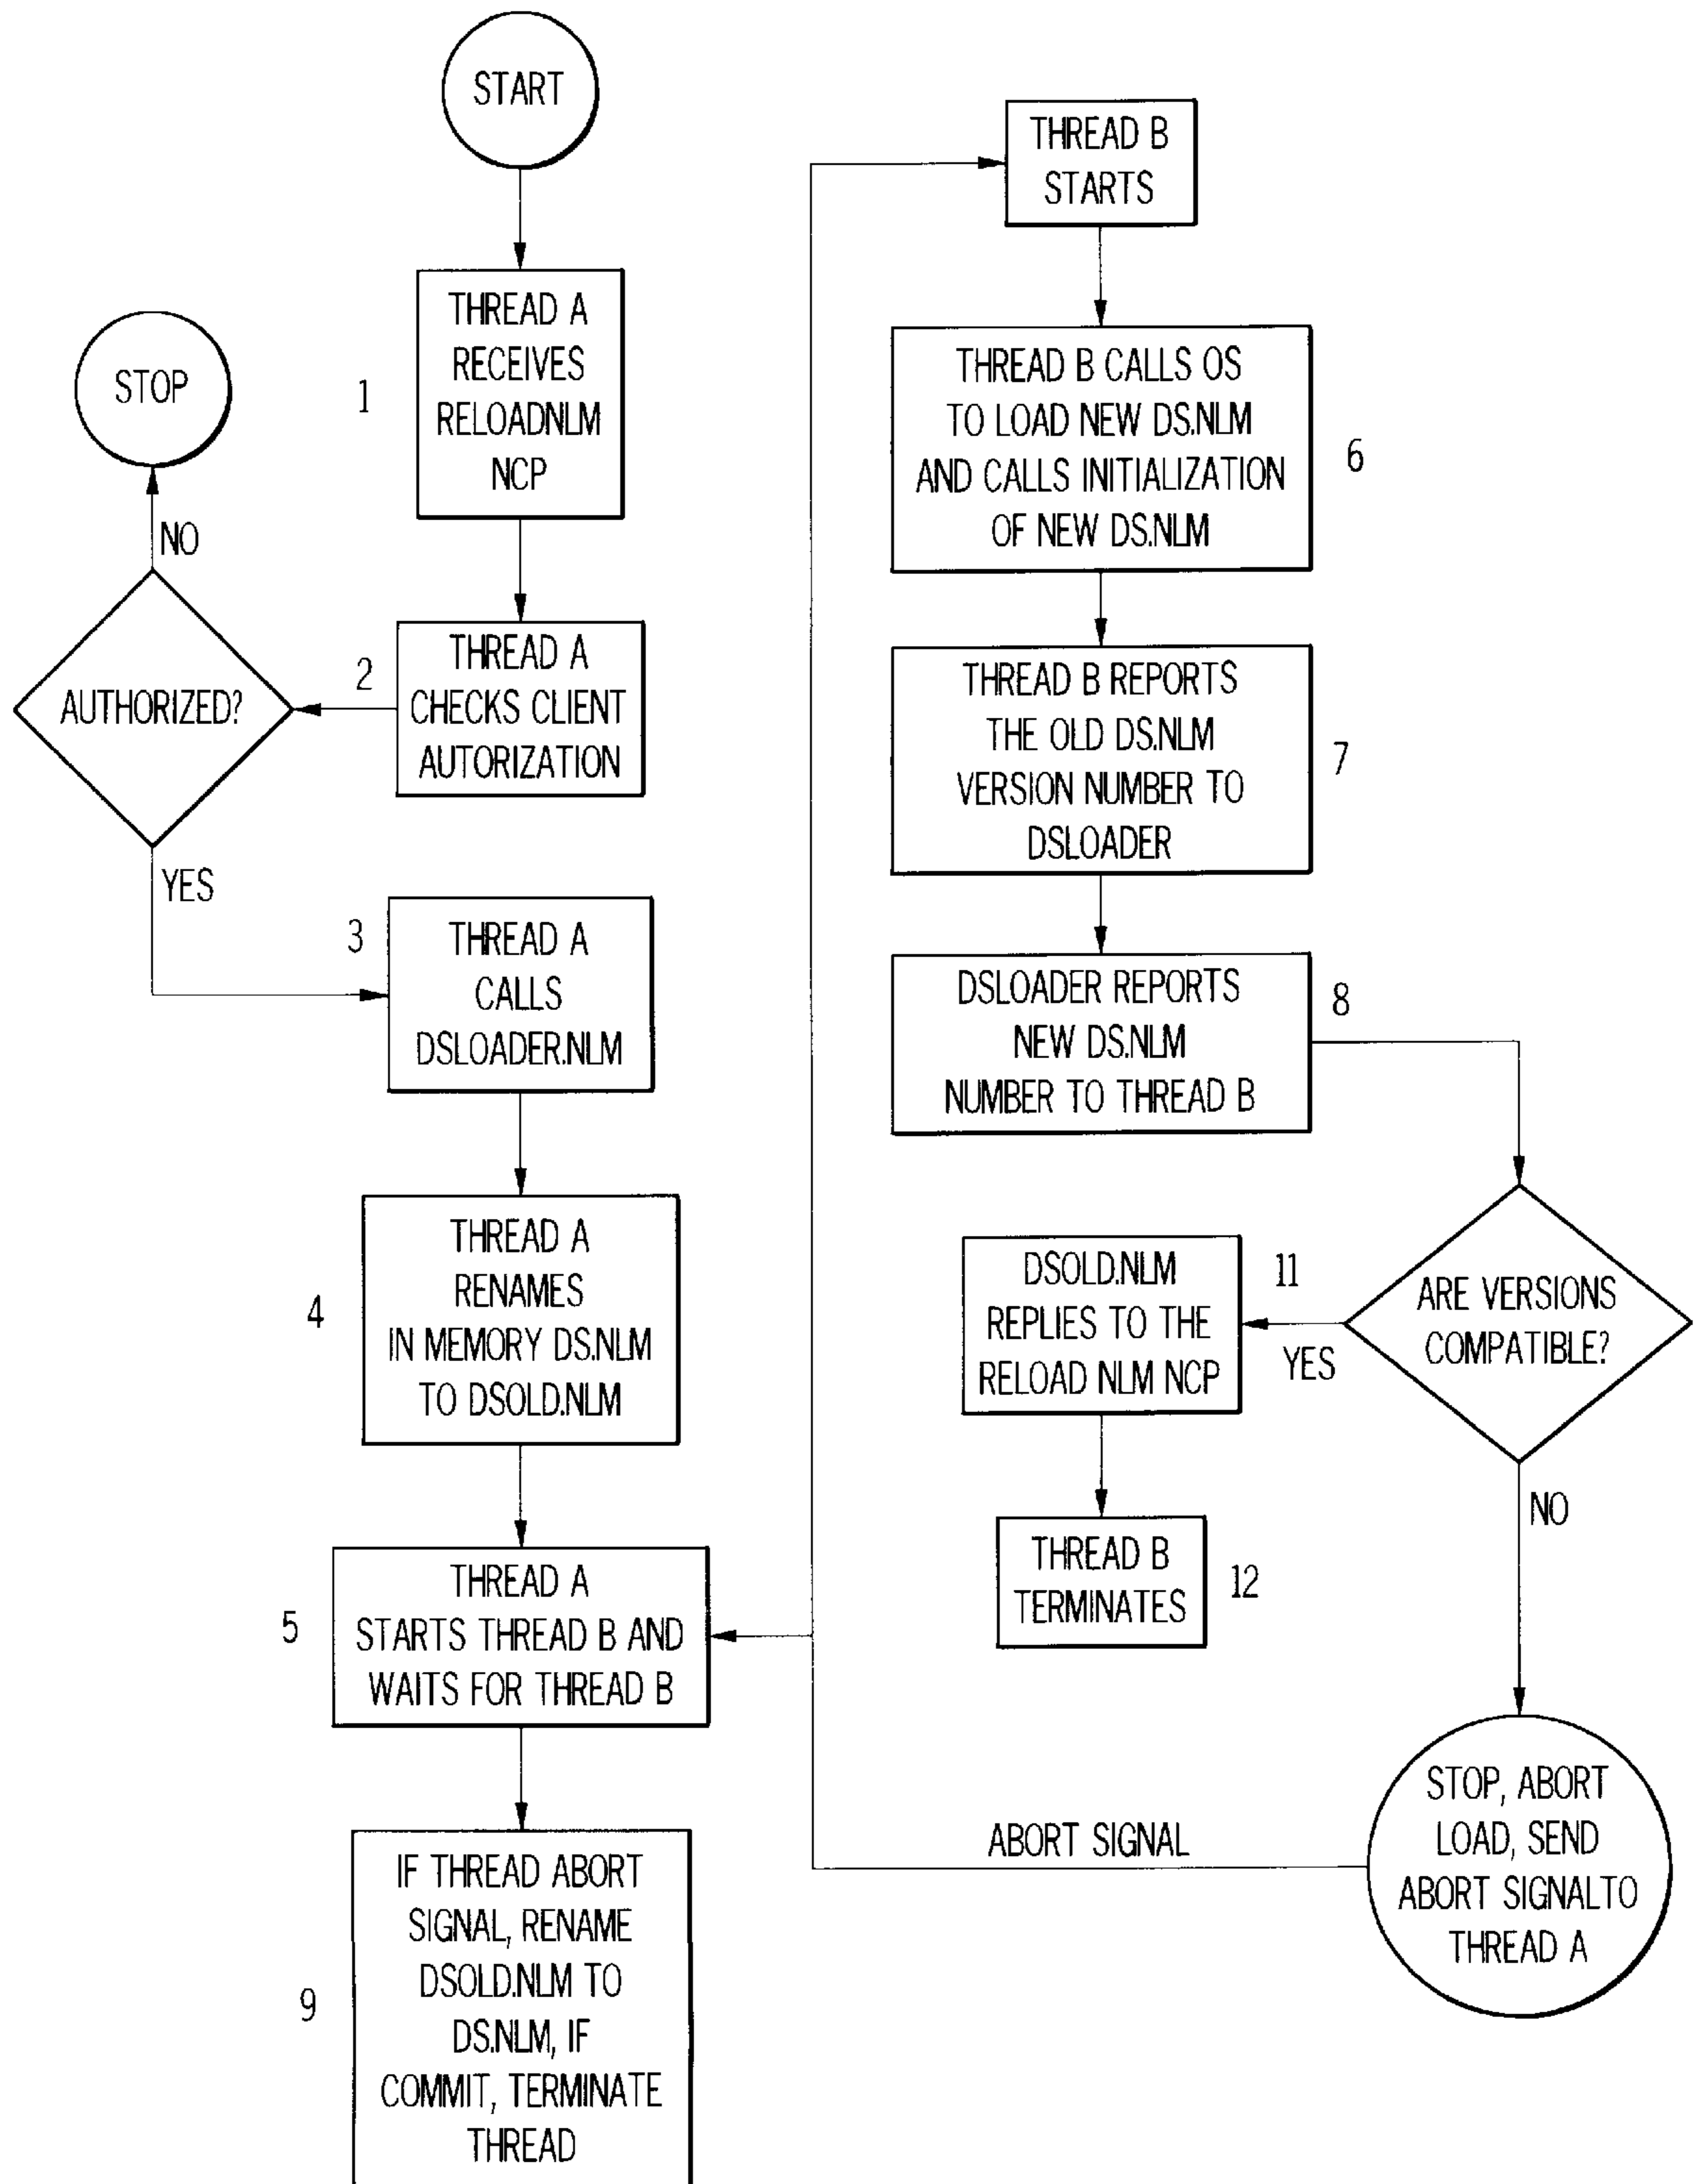 START
THREAD A
RECEIVES
RELOADNLM
NCP
1
STOP
NO
AUTHORIZED?
2
THREAD A
CHECKS CLIENT
AUTORIZATION
YES
3
THREAD A
CALLS
DSLOADER.NLM
4
THREAD A
RENAMES
IN MEMORY DS.NLM
TO DSOLD.NLM
5
THREAD A
STARTS THREAD B AND
WAITS FOR THREAD B
9
IF THREAD ABORT
SIGNAL, RENAME
DSOLD.NLM TO
DS.NLM, IF
COMMIT, TERMINATE
THREAD
THREAD B
STARTS
THREAD B CALLS OS
TO LOAD NEW DS.NLM
AND CALLS INITIALIZATION
OF NEW DS.NLM
6
THREAD B REPORTS
THE OLD DS.NLM
VERSION NUMBER TO
DSLOADER
7
DSLOADER REPORTS
NEW DS.NLM
NUMBER TO THREAD B
8
ARE VERSIONS
COMPATIBLE?
YES
11
DSOLD.NLM
REPLIES TO THE
RELOAD NLM NCP
THREAD B
TERMINATES
12
NO
STOP, ABORT
LOAD, SEND
ABORT SIGNALTO
THREAD A
ABORT SIGNAL